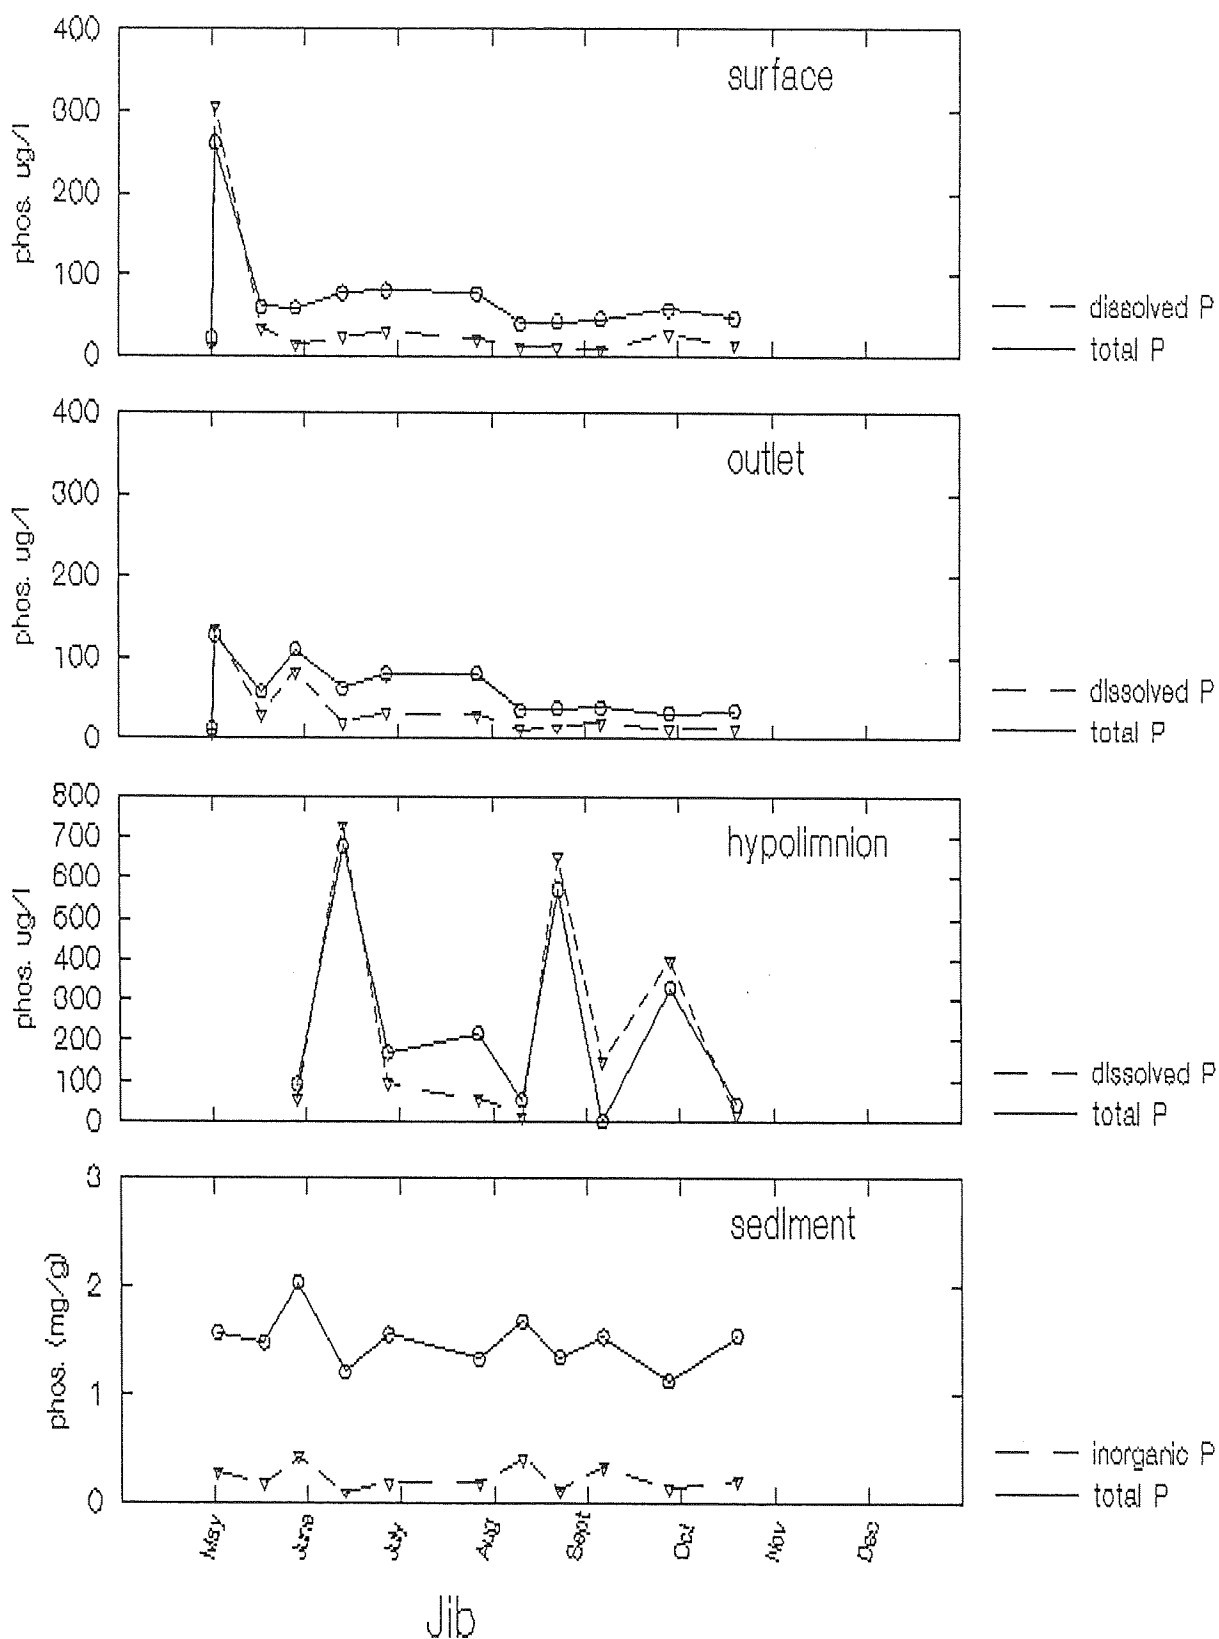 400
300
200
100
0
phos. ug/l
surface
dissolved P
total P
400
300
200
100
0
phos. ug/l
outlet
dissolved P
total P
800
700
600
500
400
300
200
100
0
phos. ug/l
hypolimnion
dissolved P
total P
3
2
1
0
phos. (mg/g)
sediment
inorganic P
total P
May June July Aug Sept Oct Nov Dec
Jib